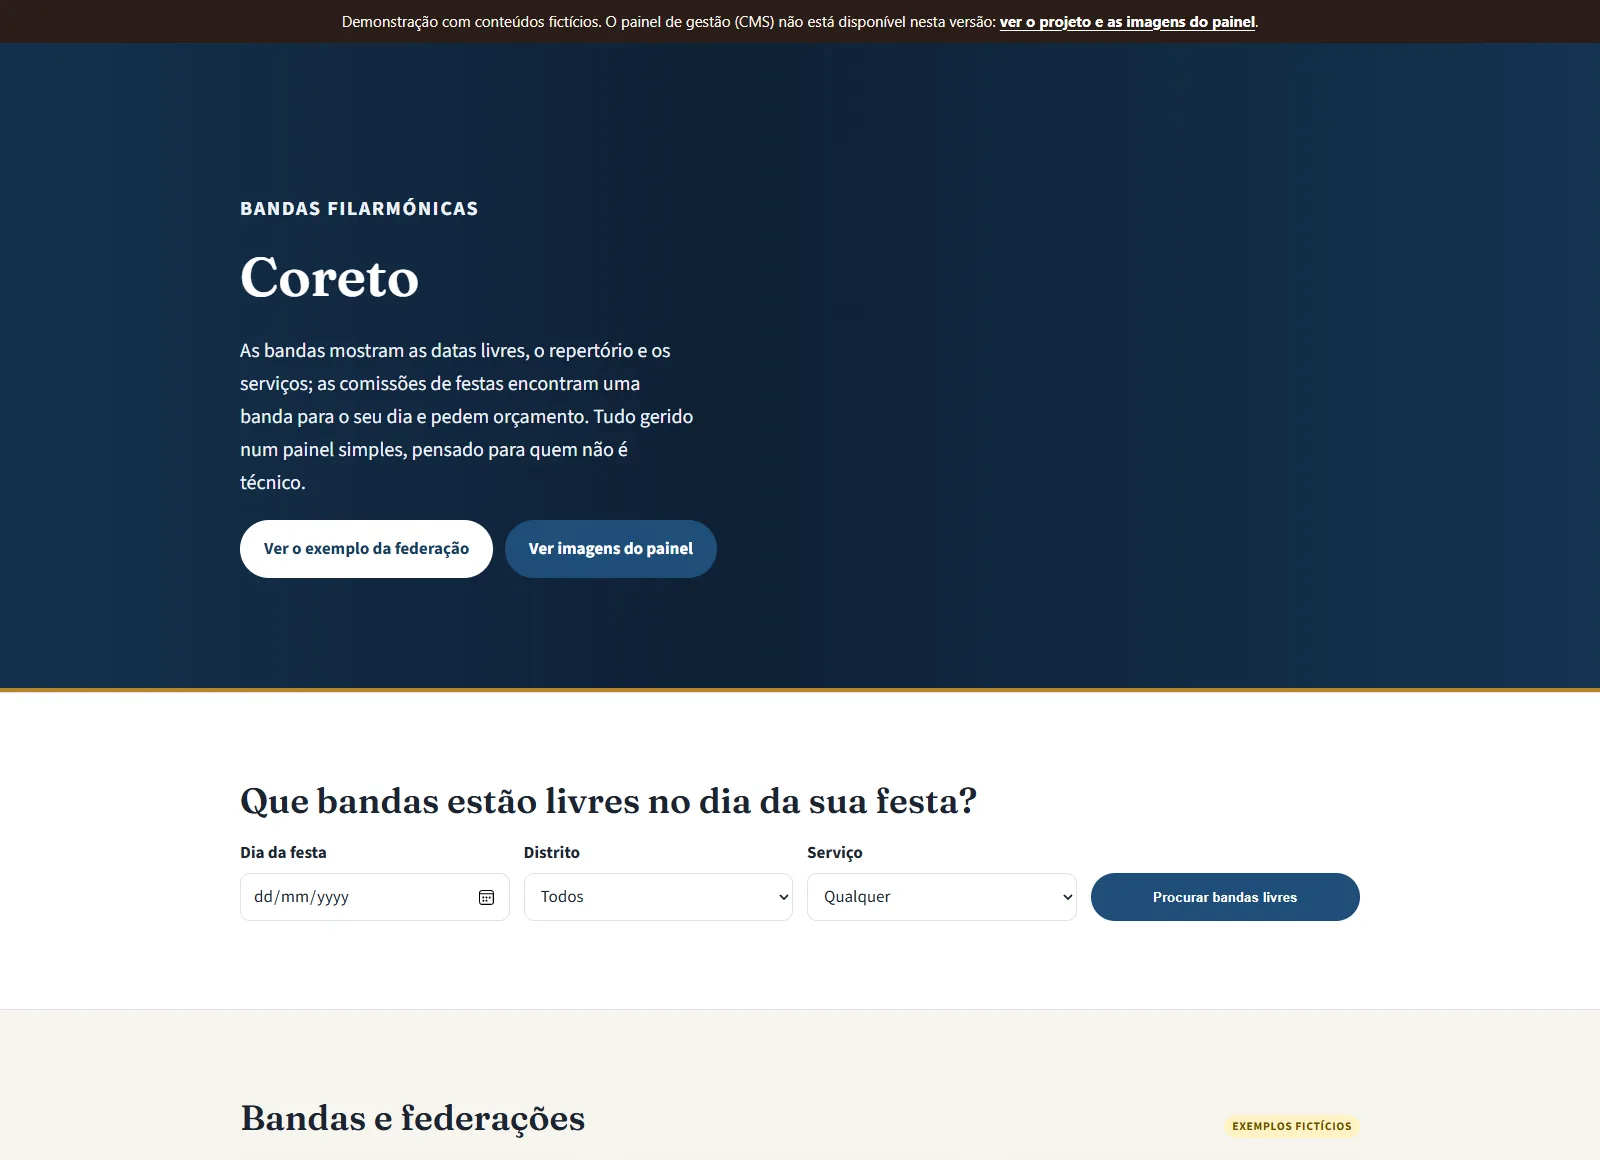 Demonstração com conteúdos fictícios. O painel de gestão (CMS) não está disponível nesta versão: ver o projeto e as imagens do painel.
BANDAS FILARMÓNICAS
Coreto
As bandas mostram as datas livres, o repertório e os
serviços; as comissões de festas encontram uma
banda para o seu dia e pedem orçamento. Tudo gerido
num painel simples, pensado para quem não é
técnico.
Ver o exemplo da federação
Ver imagens do painel
Que bandas estão livres no dia da sua festa?
Dia da festa
Distrito
Serviço
dd/mm/yyyy
Todos
Qualquer
Procurar bandas livres
Bandas e federações
EXEMPLOS FICTÍCIOS